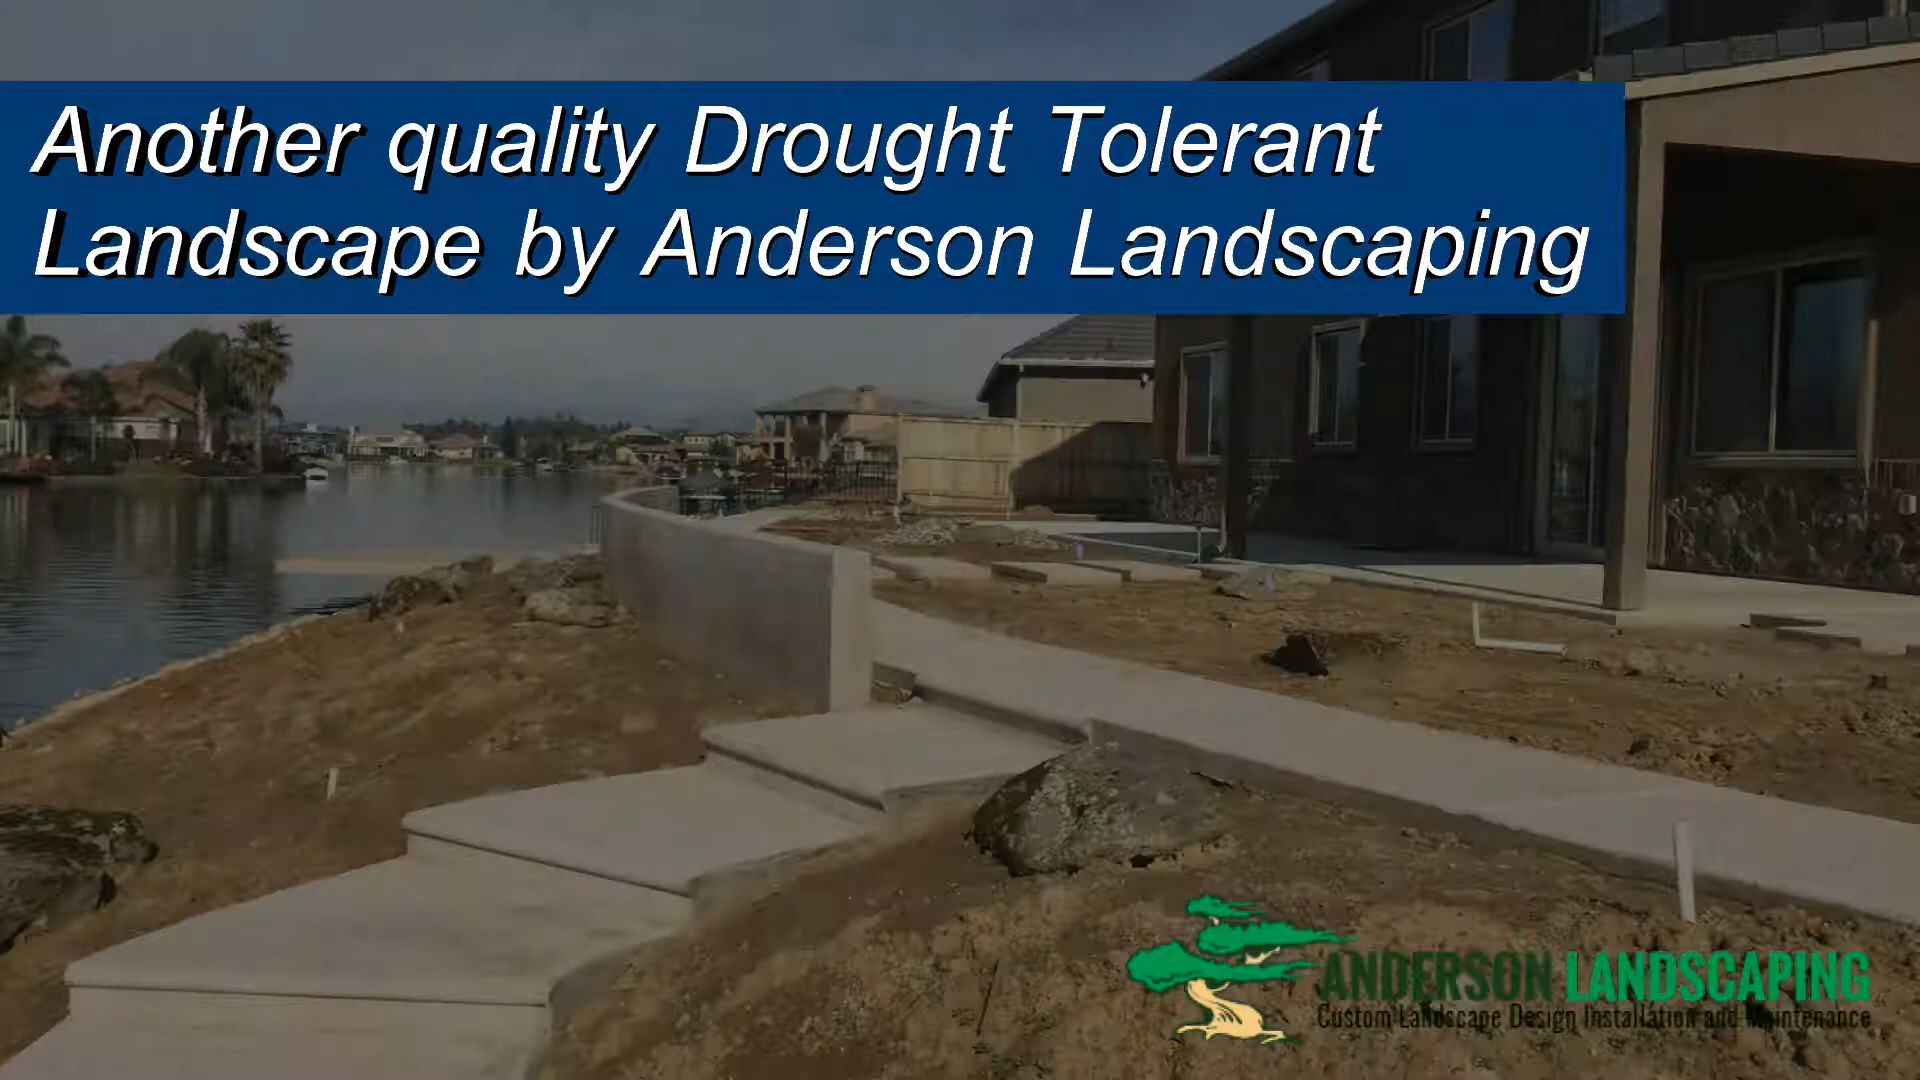 Another quality Drought Tolerant
Landscape by Anderson Landscaping
ANDERSON LANDSCAPING
Custom Landscape Design Installation and Maintenance